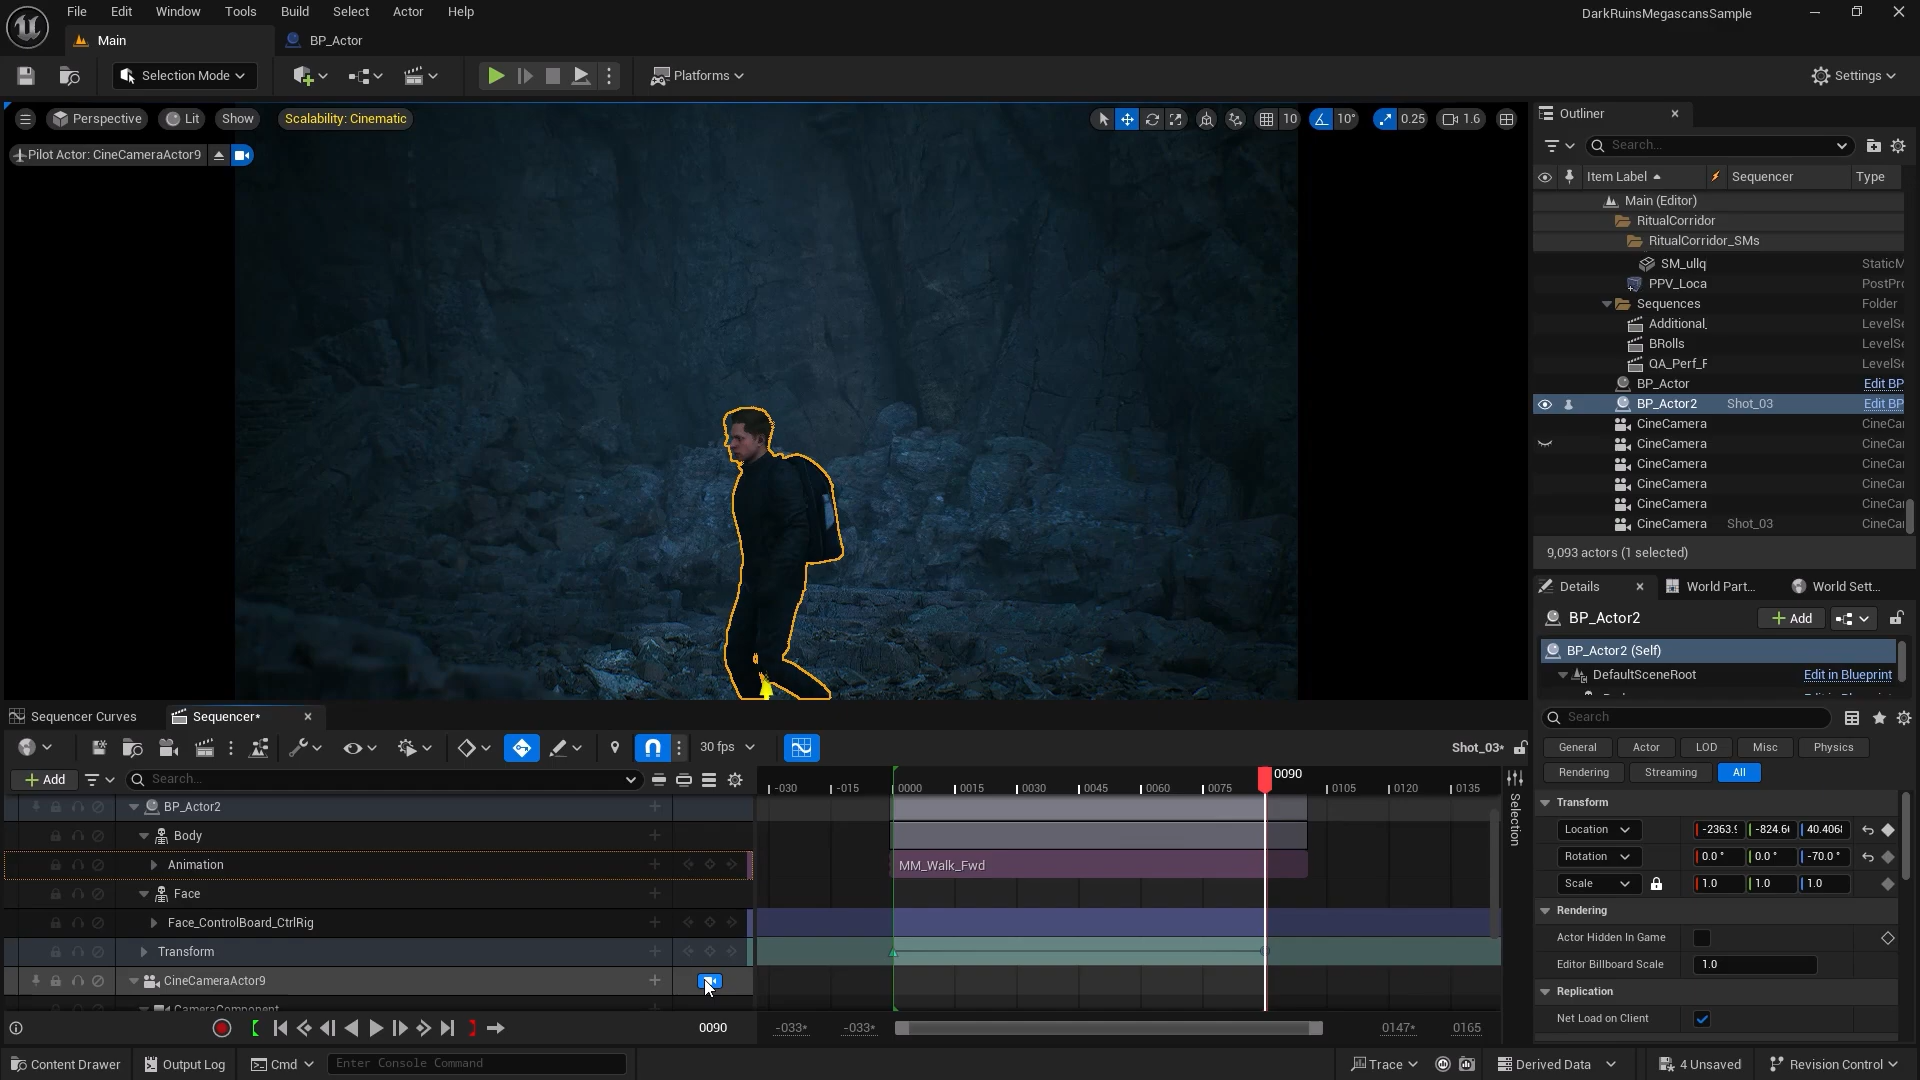 File Edit Window Tools Build Select Actor Help
DarkRuinsMegascansSample
Main
BP_Actor
Selection Mode
Platforms
Settings
Perspective
Lit
Show
Scalability: Cinematic
10
10°
0.25
1.6
Pilot Actor: CineCameraActor9
Outliner
Search...
Item Label
Sequencer
Type
Main (Editor)
RitualCorridor
RitualCorridor_SMs
SM_ullq
StaticM
PPV_Loca
PostPro
Sequences
Folder
Additional_
LevelSe
BRolls
LevelSe
QA_Perf_F
LevelSe
BP_Actor
Edit BP
BP_Actor2
Shot_03
Edit BP
CineCamera
CineCar
CineCamera
CineCar
CineCamera
CineCar
CineCamera
CineCar
CineCamera
CineCar
CineCamera
Shot_03
CineCar
9,093 actors (1 selected)
Details
World Part...
World Sett...
BP_Actor2
Add
BP_Actor2 (Self)
DefaultSceneRoot
Edit in Blueprint
Search
General
Actor
LOD
Misc
Physics
Rendering
Streaming
All
Transform
Location
-2363.9
-824.66
40.4068
Rotation
0.0 °
0.0 °
-70.0 °
Scale
1.0
1.0
1.0
Rendering
Actor Hidden In Game
Editor Billboard Scale
1.0
Replication
Net Load on Client
Sequencer Curves
Sequencer*
30 fps
Shot_03*
Add
Search...
0090
-030
-015
0000
0015
0030
0045
0060
0075
0105
0120
0135
Selection
BP_Actor2
Body
Animation
MM_Walk_Fwd
Face
Face_ControlBoard_CtrlRig
Transform
CineCameraActor9
CameraComponent
0090
-033*
-033*
0147*
0165
Content Drawer
Output Log
Cmd
Enter Console Command
Trace
Derived Data
4 Unsaved
Revision Control